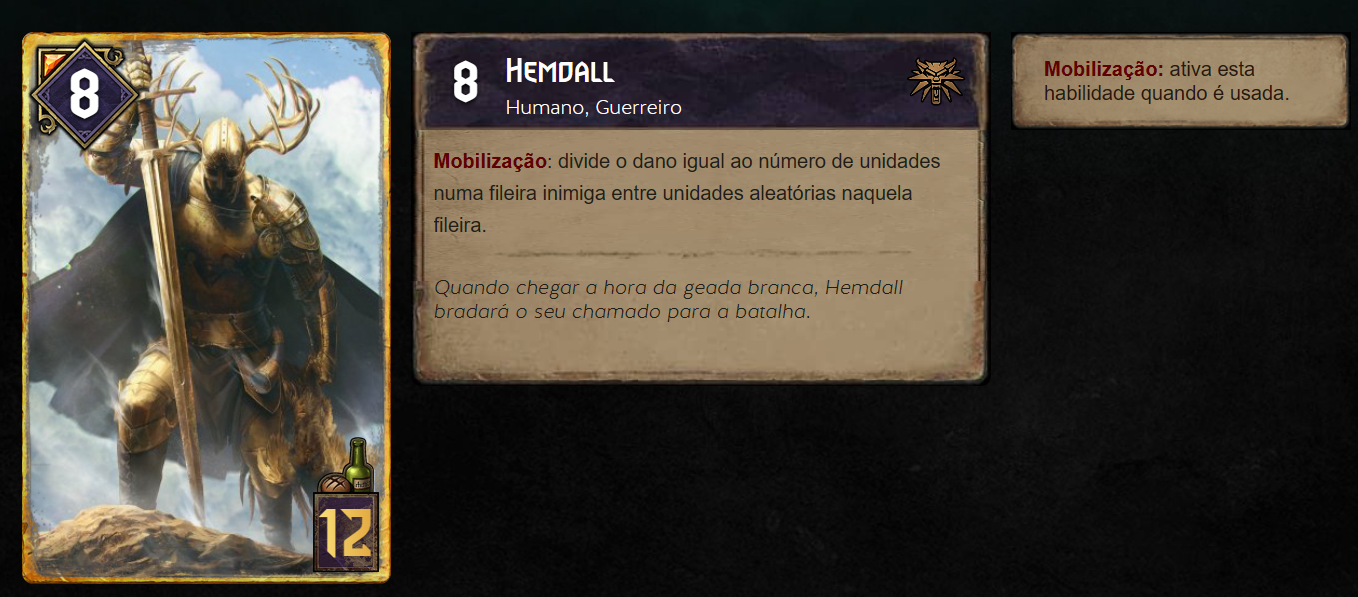 8
12
8
Hemdall
Humano, Guerreiro
Mobilização: divide o dano igual ao número de unidades
numa fileira inimiga entre unidades aleatórias naquela
fileira.
Quando chegar a hora da geada branca, Hemdall
bradará o seu chamado para a batalha.
Mobilização: ativa esta
habilidade quando é usada.